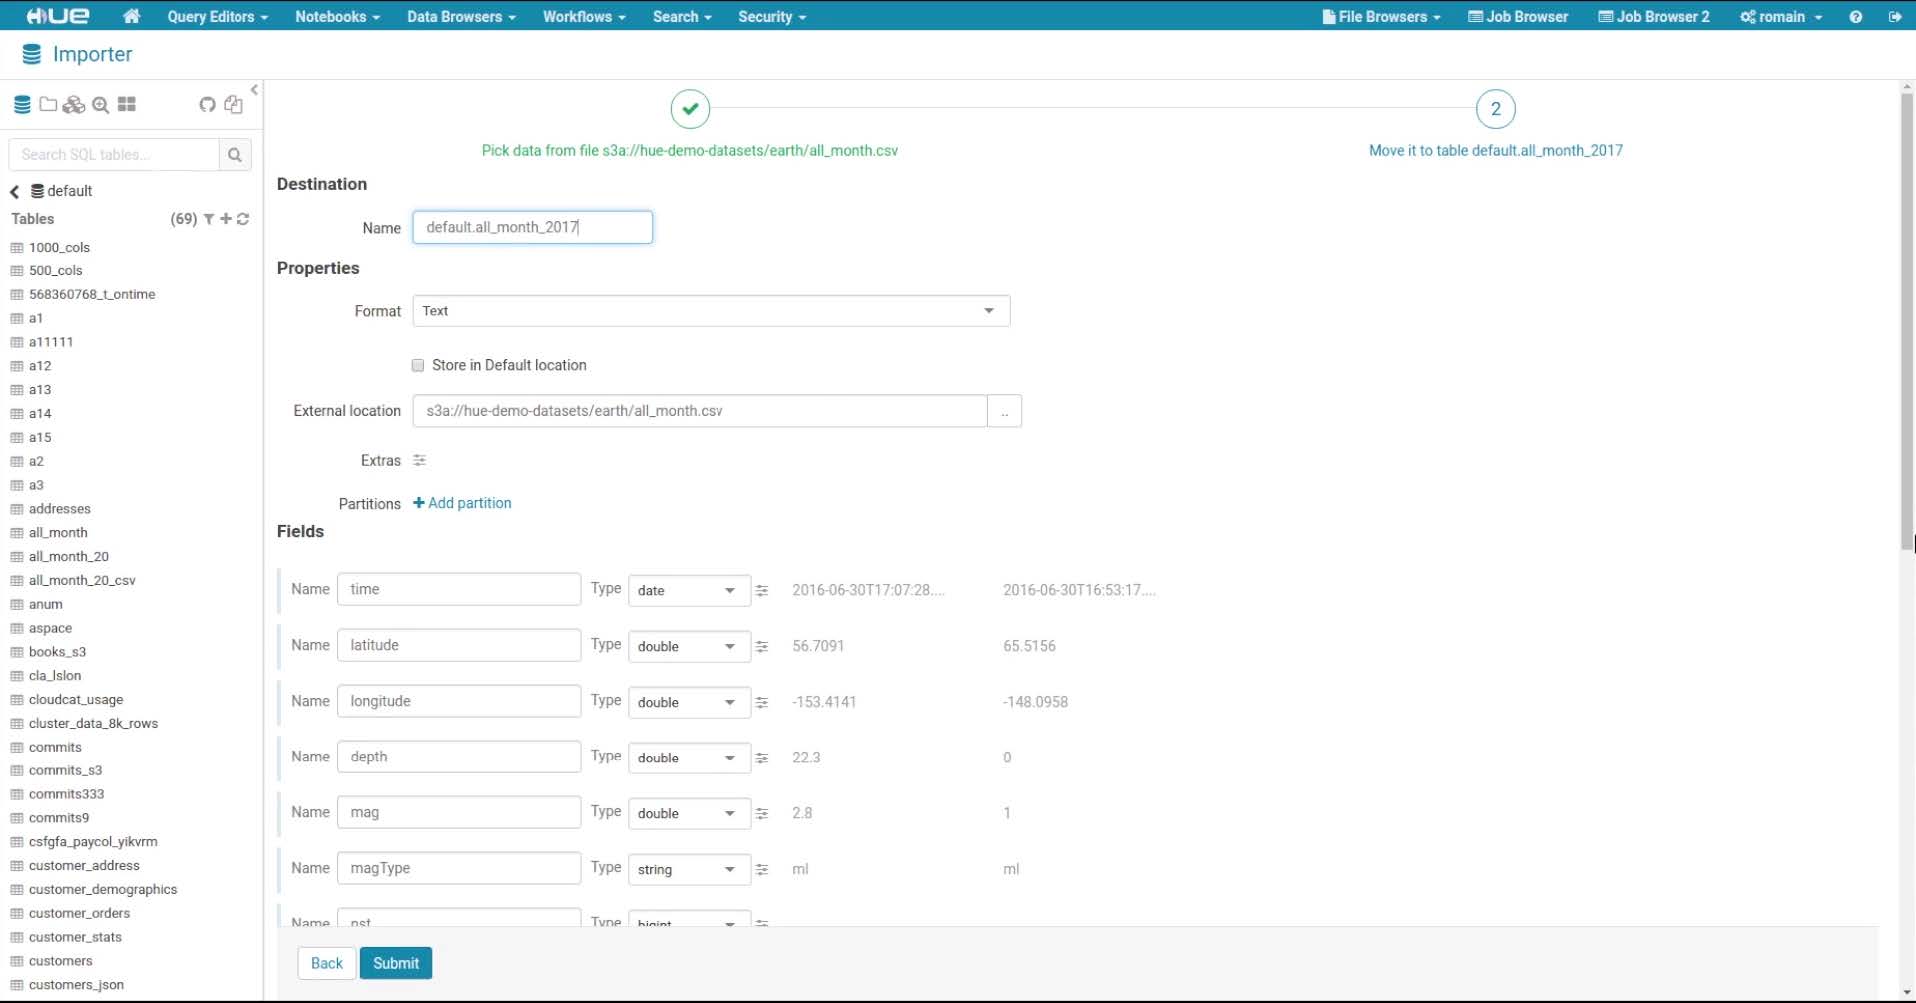 HUE Query Editors Notebooks Data Browsers Workflows Search Security File Browsers Job Browser Job Browser 2 romain
Importer
Search SQL tables...
default
Tables (69)
1000_cols
500_cols
568360768_t_ontime
a1
a11111
a12
a13
a14
a15
a2
a3
addresses
all_month
all_month_20
all_month_20_csv
anum
aspace
books_s3
cla_lslon
cloudcat_usage
cluster_data_8k_rows
commits
commits_s3
commits333
commits9
csfgfa_paycol_yikvrm
customer_address
customer_demographics
customer_orders
customer_stats
customers
customers_json
2
Pick data from file s3a://hue-demo-datasets/earth/all_month.csv
Move it to table default.all_month_2017
Destination
Name default.all_month_2017
Properties
Format Text
Store in Default location
External location s3a://hue-demo-datasets/earth/all_month.csv ..
Extras
Partitions + Add partition
Fields
Name time Type date 2016-06-30T17:07:28.... 2016-06-30T16:53:17....
Name latitude Type double 56.7091 65.5156
Name longitude Type double -153.4141 -148.0958
Name depth Type double 22.3 0
Name mag Type double 2.8 1
Name magType Type string ml ml
Name nst Type bigint
Back Submit